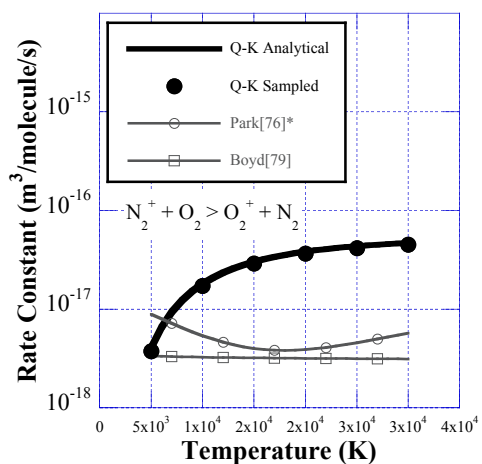 Q-K Analytical
Q-K Sampled
Park[76]*
Boyd[79]
N₂⁺ + O₂ > O₂⁺ + N₂
Rate Constant (m³/molecule/s)
10⁻¹⁵
10⁻¹⁶
10⁻¹⁷
10⁻¹⁸
0 5x10³ 1x10⁴ 2x10⁴ 2x10⁴ 3x10⁴ 3x10⁴ 4x10⁴
Temperature (K)